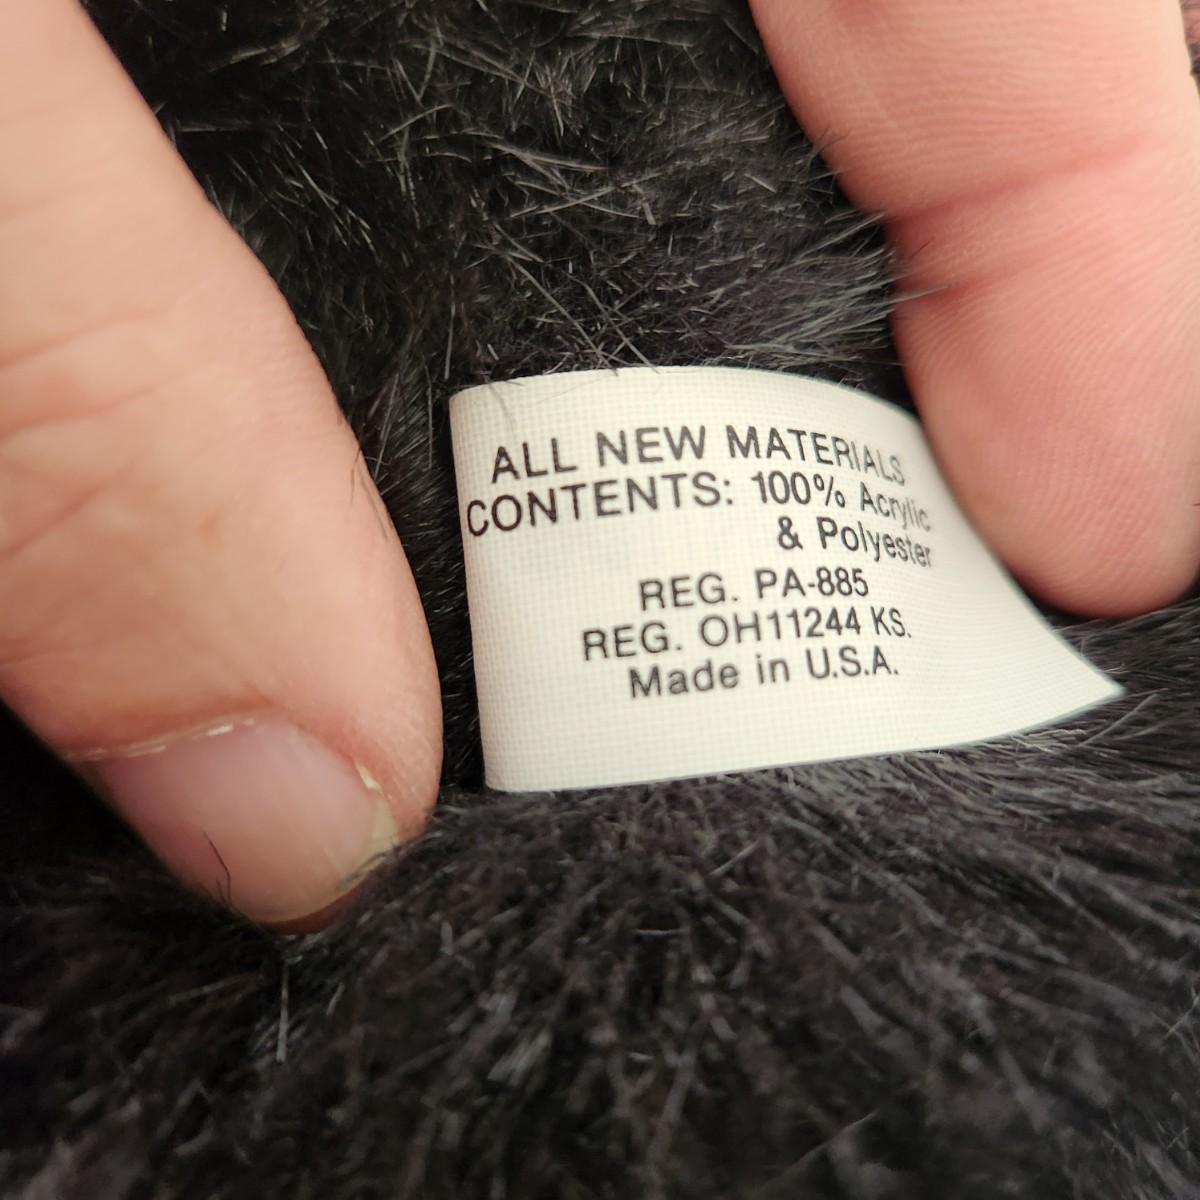 ALL NEW MATERIALS
CONTENTS: 100% Acrylic
& Polyester
REG. PA-885
REG. OH11244 KS.
Made in U.S.A.